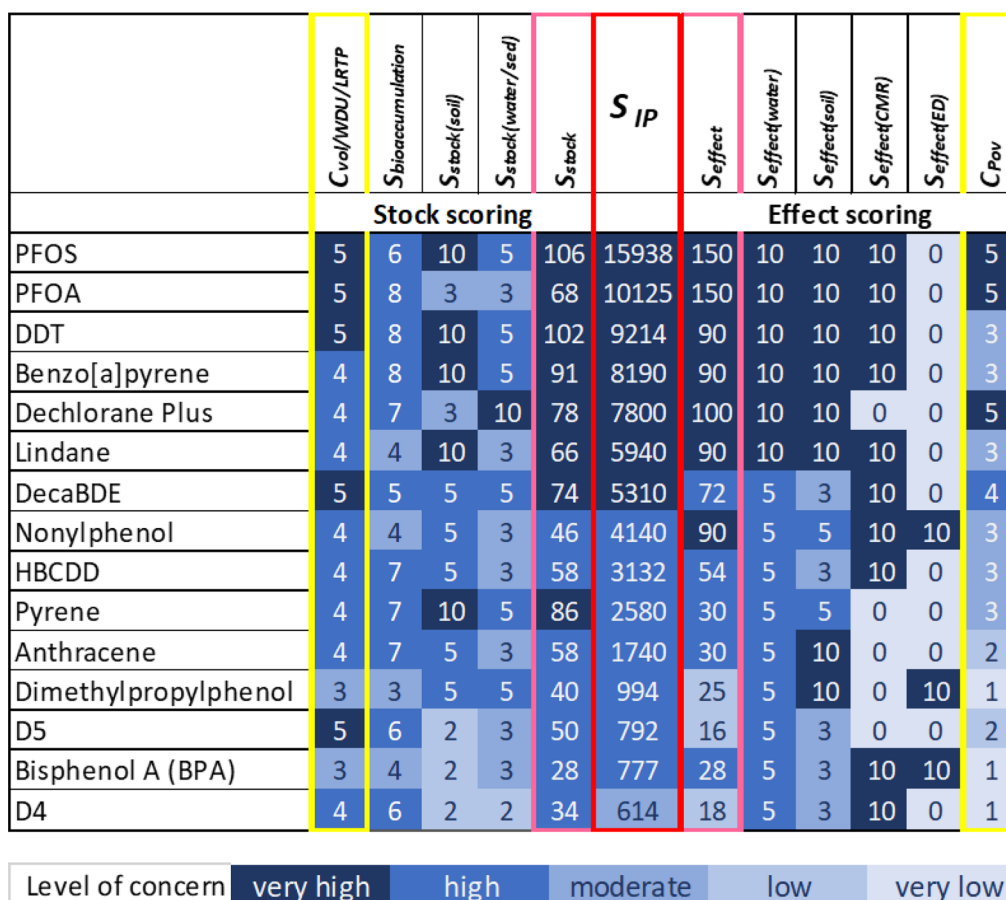 C vol/WDU/LRTP S bioaccumulation S stock(soil) S stock(water/sed) S stock S IP S effect S effect(water) S effect(soil) S effect(CMR) S effect(ED) C Pov
Stock scoring Effect scoring
PFOS 5 6 10 5 106 15938 150 10 10 10 0 5
PFOA 5 8 3 3 68 10125 150 10 10 10 0 5
DDT 5 8 10 5 102 9214 90 10 10 10 0 3
Benzo[a]pyrene 4 8 10 5 91 8190 90 10 10 10 0 3
Dechlorane Plus 4 7 3 10 78 7800 100 10 10 0 0 5
Lindane 4 4 10 3 66 5940 90 10 10 10 0 3
DecaBDE 5 5 5 5 74 5310 72 5 3 10 0 4
Nonylphenol 4 4 5 3 46 4140 90 5 5 10 10 3
HBCDD 4 7 5 3 58 3132 54 5 3 10 0 3
Pyrene 4 7 10 5 86 2580 30 5 5 0 0 3
Anthracene 4 7 5 3 58 1740 30 5 10 0 0 2
Dimethylpropylphenol 3 3 5 5 40 994 25 5 10 0 10 1
D5 5 6 2 3 50 792 16 5 3 0 0 2
Bisphenol A (BPA) 3 4 2 3 28 777 28 5 3 10 10 1
D4 4 6 2 2 34 614 18 5 3 10 0 1
Level of concern very high high moderate low very low